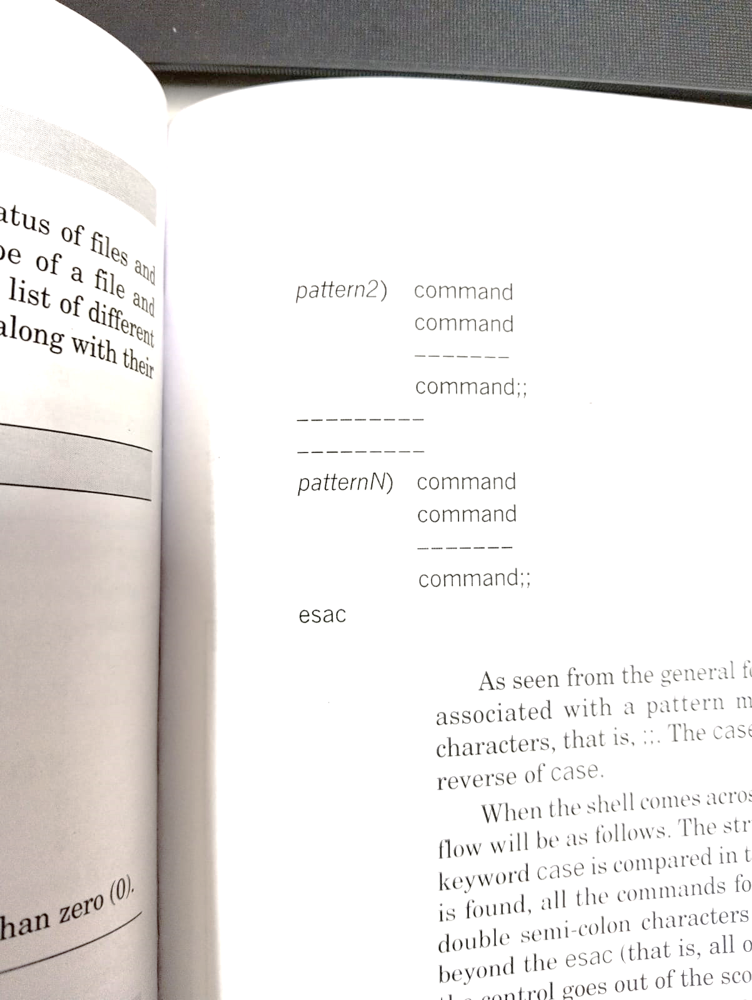 atus of files and
pe of a file and
list of different
along with their
han zero (0).
pattern2) command
command
-------
command;;
---------
---------
patternN) command
command
-------
command;;
esac
As seen from the general f
associated with a pattern m
characters, that is, ;;. The case
reverse of case.
When the shell comes acros
flow will be as follows. The str
keyword case is compared in t
is found, all the commands fo
double semi-colon characters
beyond the esac (that is, all o
control goes out of the sco